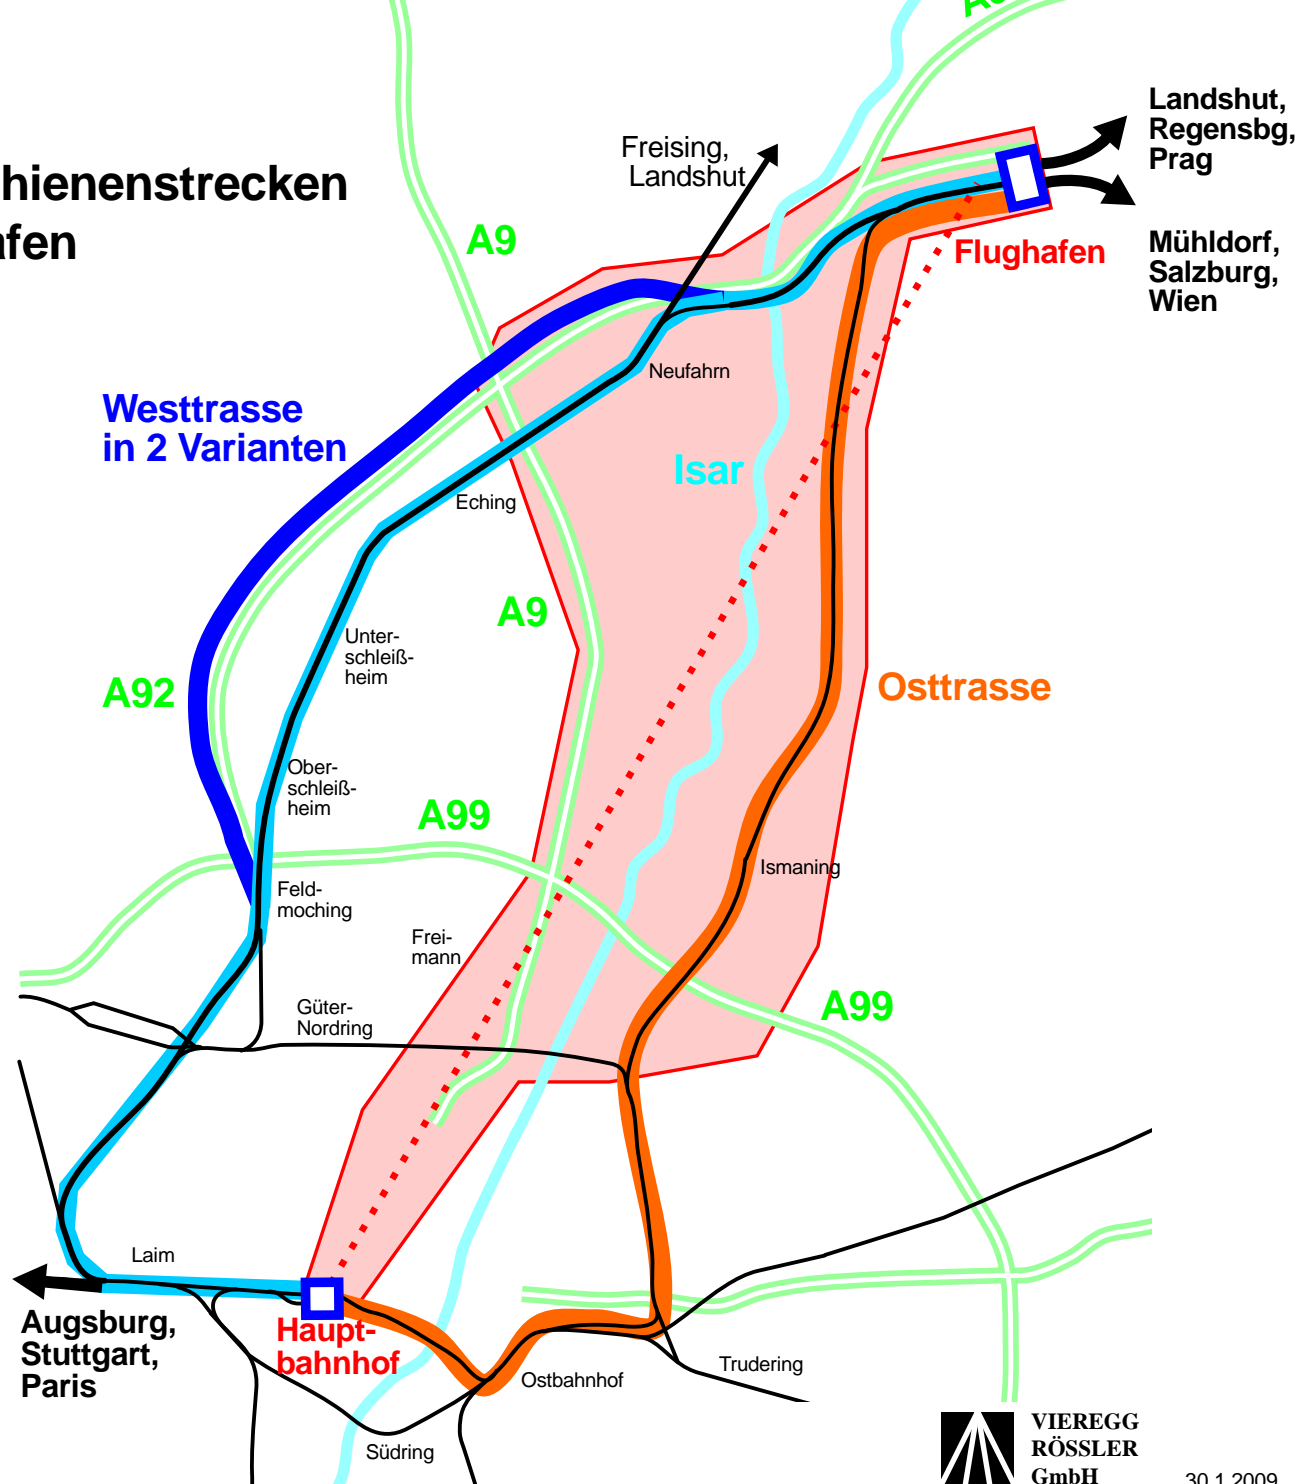 hienenstrecken
afen
Freising,
Landshut
Landshut,
Regensbg,
Prag
A9
Flughafen
Mühldorf,
Salzburg,
Wien
Neufahrn
Westtrasse
in 2 Varianten
Isar
Eching
A9
Unter-
schleiß-
heim
A92
Osttrasse
Ober-
schleiß-
heim
A99
Ismaning
Feld-
moching
Frei-
mann
Güter-
Nordring
A99
Laim
Augsburg,
Stuttgart,
Paris
Haupt-
bahnhof
Ostbahnhof
Trudering
Südring
VIEREGG
RÖSSLER
GmbH
30.1.2009